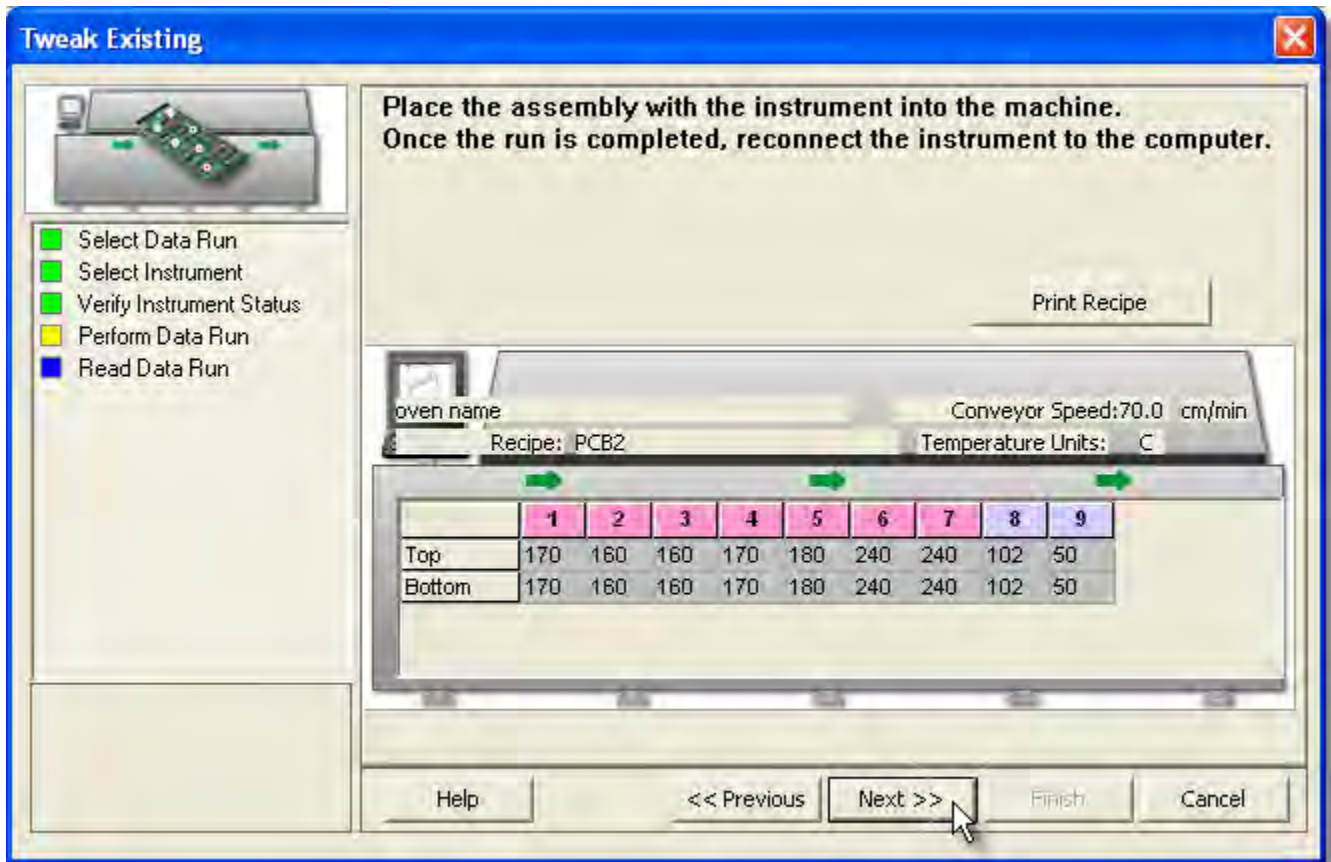 Tweak Existing
Place the assembly with the instrument into the machine.
Once the run is completed, reconnect the instrument to the computer.
Select Data Run
Select Instrument
Verify Instrument Status
Perform Data Run
Read Data Run
Print Recipe
oven name
Conveyor Speed:70.0 cm/min
Recipe: PCB2
Temperature Units: C
1 2 3 4 5 6 7 8 9
Top 170 160 160 170 180 240 240 102 50
Bottom 170 160 160 170 180 240 240 102 50
Help
<< Previous
Next >>
Finish
Cancel